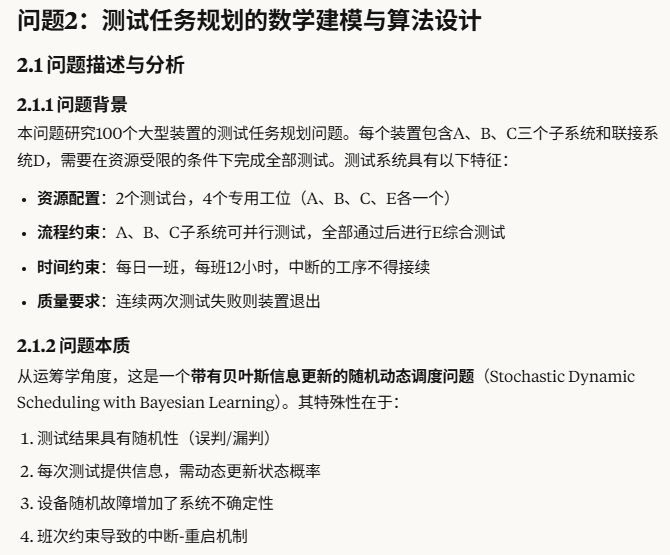 问题2：测试任务规划的数学建模与算法设计
2.1 问题描述与分析
2.1.1 问题背景
本问题研究100个大型装置的测试任务规划问题。每个装置包含A、B、C三个子系统和联接系
统D，需要在资源受限的条件下完成全部测试。测试系统具有以下特征：
• 资源配置：2个测试台，4个专用工位（A、B、C、E各一个）
• 流程约束：A、B、C子系统可并行测试，全部通过后进行E综合测试
• 时间约束：每日一班，每班12小时，中断的工序不得接续
• 质量要求：连续两次测试失败则装置退出
2.1.2 问题本质
从运筹学角度，这是一个带有贝叶斯信息更新的随机动态调度问题（Stochastic Dynamic
Scheduling with Bayesian Learning）。其特殊性在于：
1. 测试结果具有随机性（误判/漏判）
2. 每次测试提供信息，需动态更新状态概率
3. 设备随机故障增加了系统不确定性
4. 班次约束导致的中断-重启机制